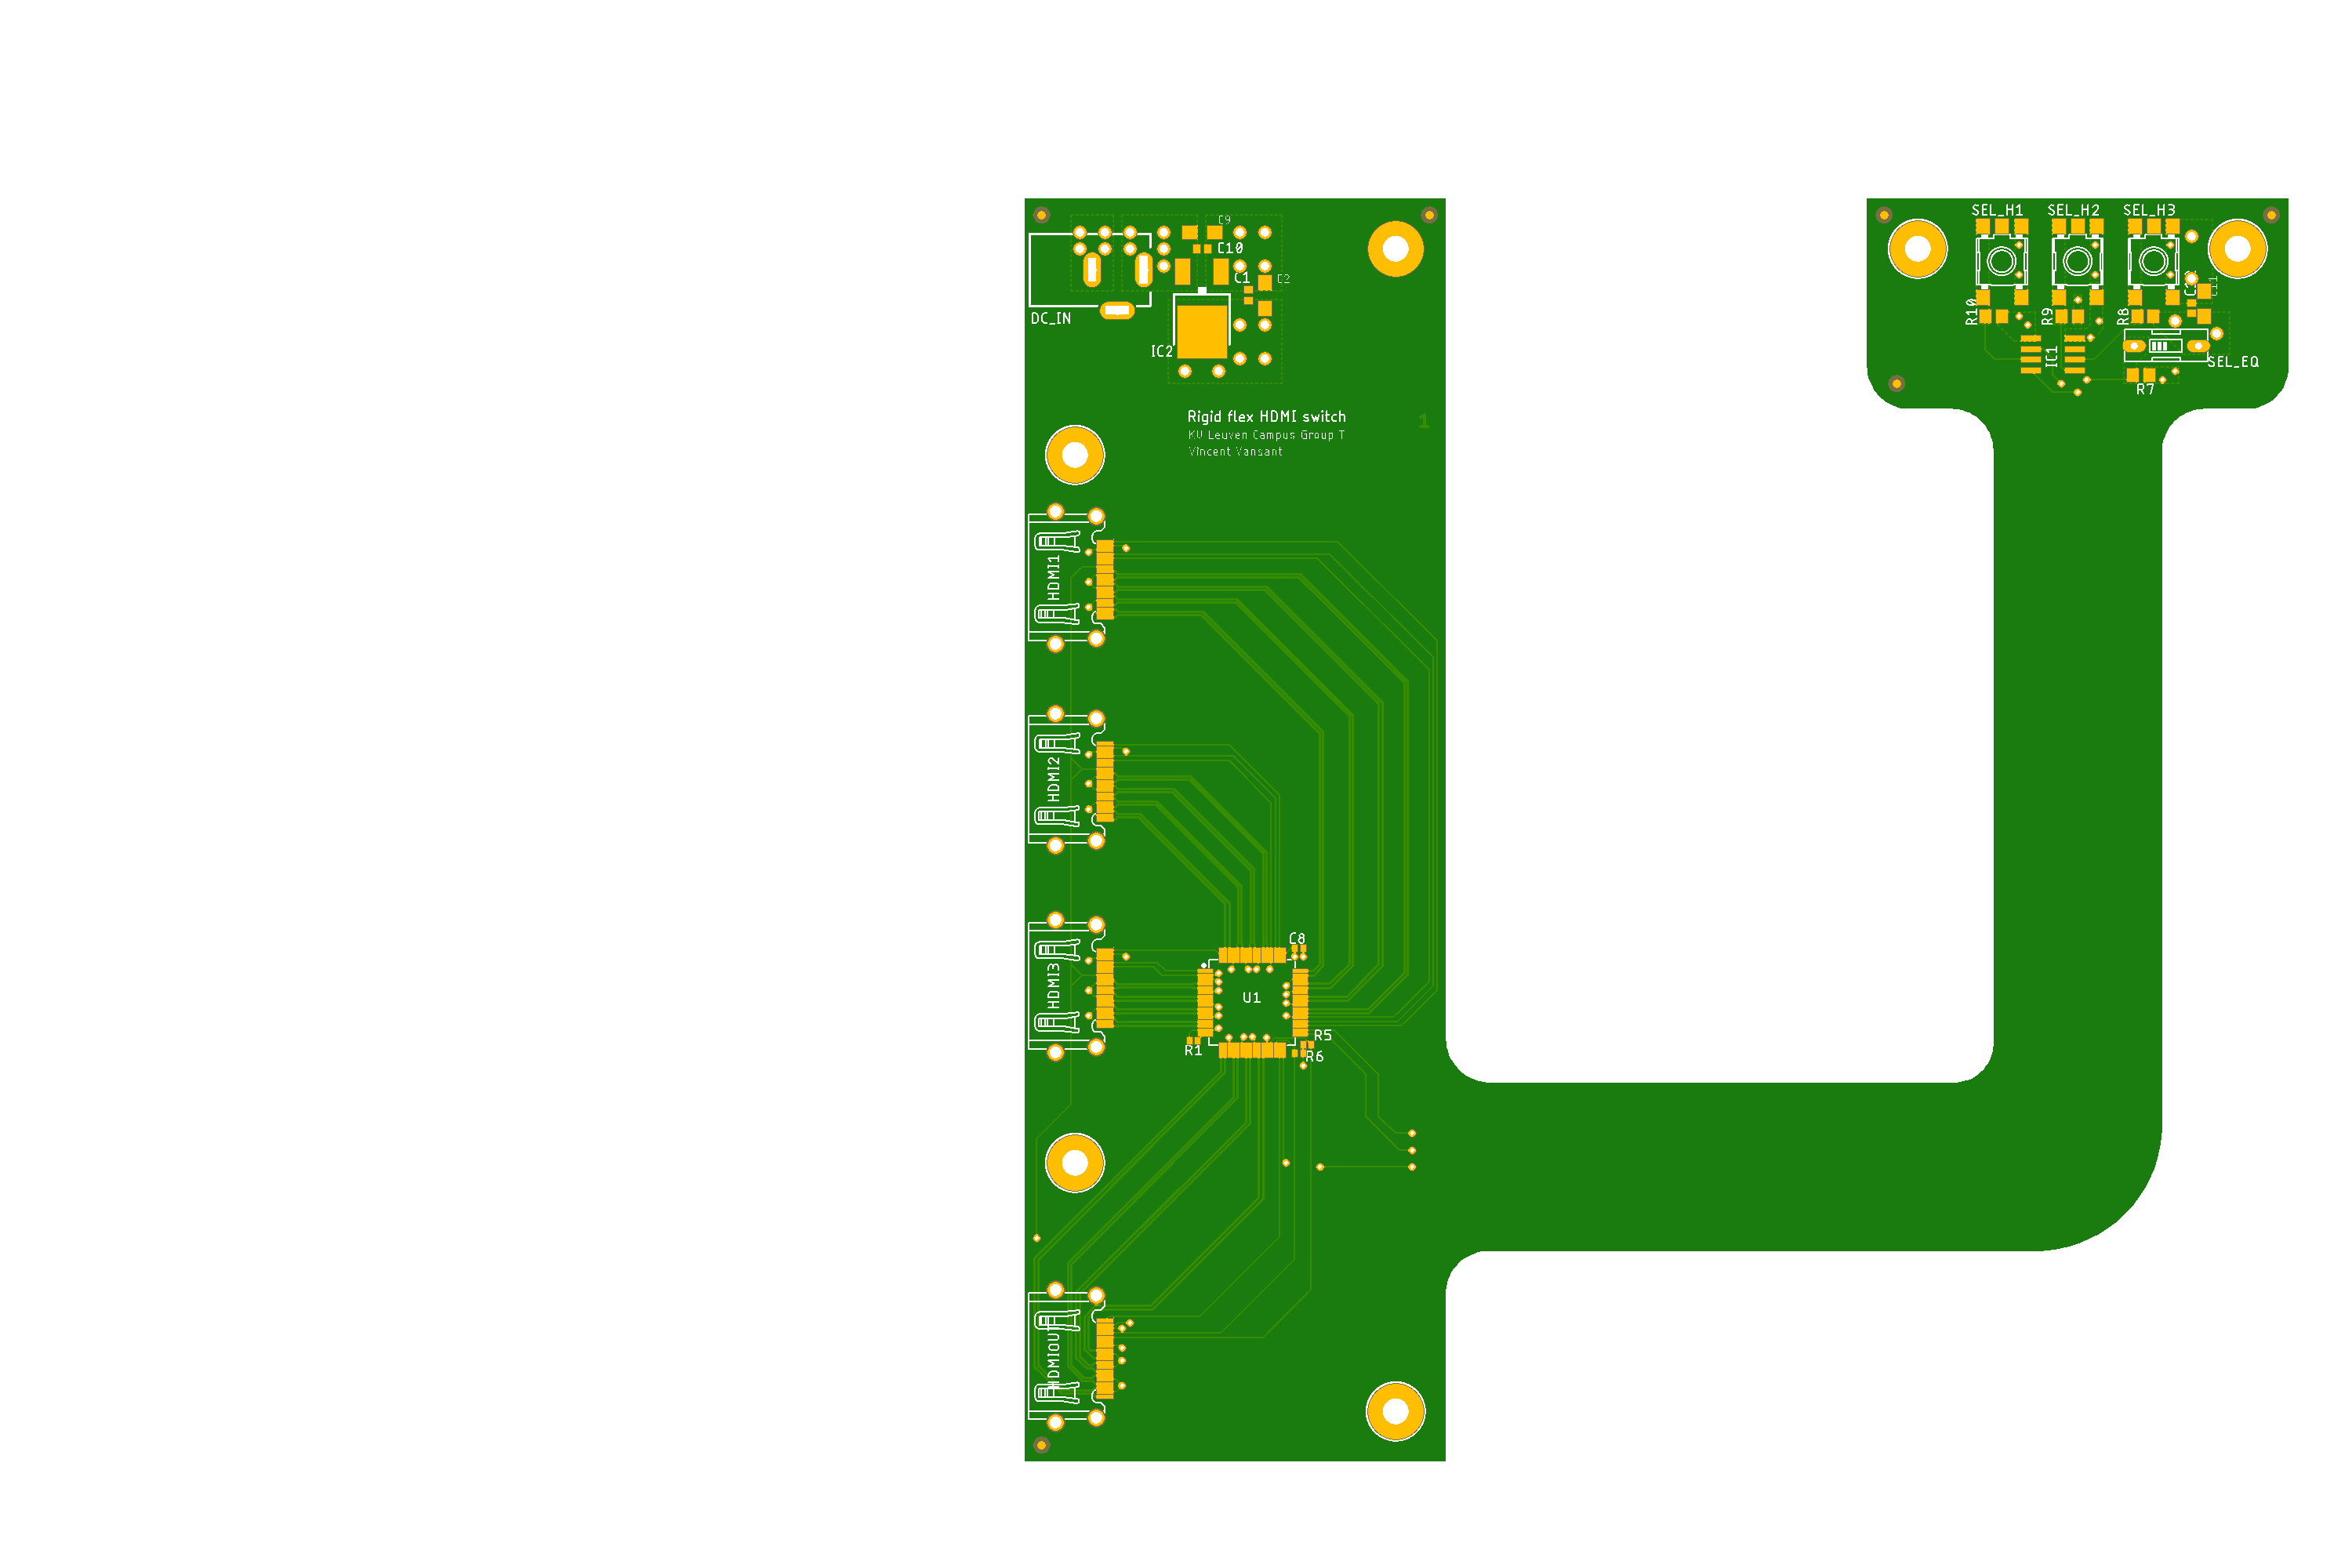 C9
C10
C1
C2
DC_IN
IC2
Rigid flex HDMI switch
KU Leuven Campus Group T
Vincent Vansant
1
HDMI1
HDMI2
HDMI3
C8
U1
R1
R5
R6
HDMIOUT
SEL_H1
SEL_H2
SEL_H3
C11
R10
R9
R8
IC1
SEL_EQ
R7